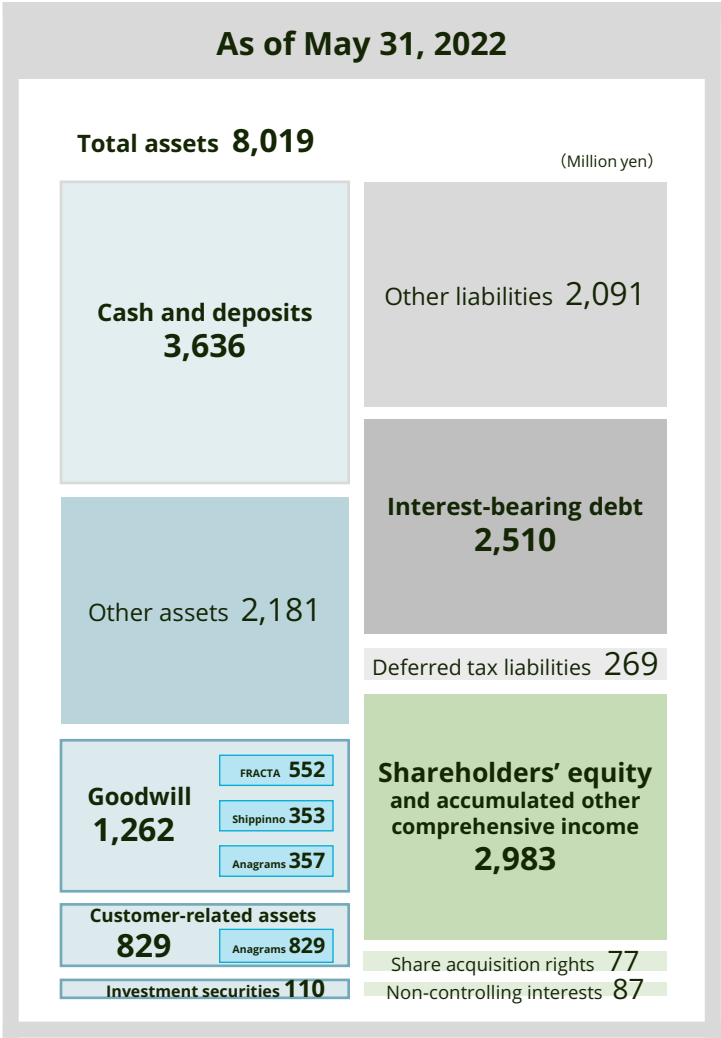 As of May 31, 2022
Total assets 8,019
(Million yen)
Cash and deposits
3,636
Other assets 2,181
Goodwill
1,262
FRACTA 552
Shippinno 353
Anagrams 357
Customer-related assets
829
Anagrams 829
Investment securities 110
Other liabilities 2,091
Interest-bearing debt
2,510
Deferred tax liabilities 269
Shareholders’ equity
and accumulated other
comprehensive income
2,983
Share acquisition rights 77
Non-controlling interests 87